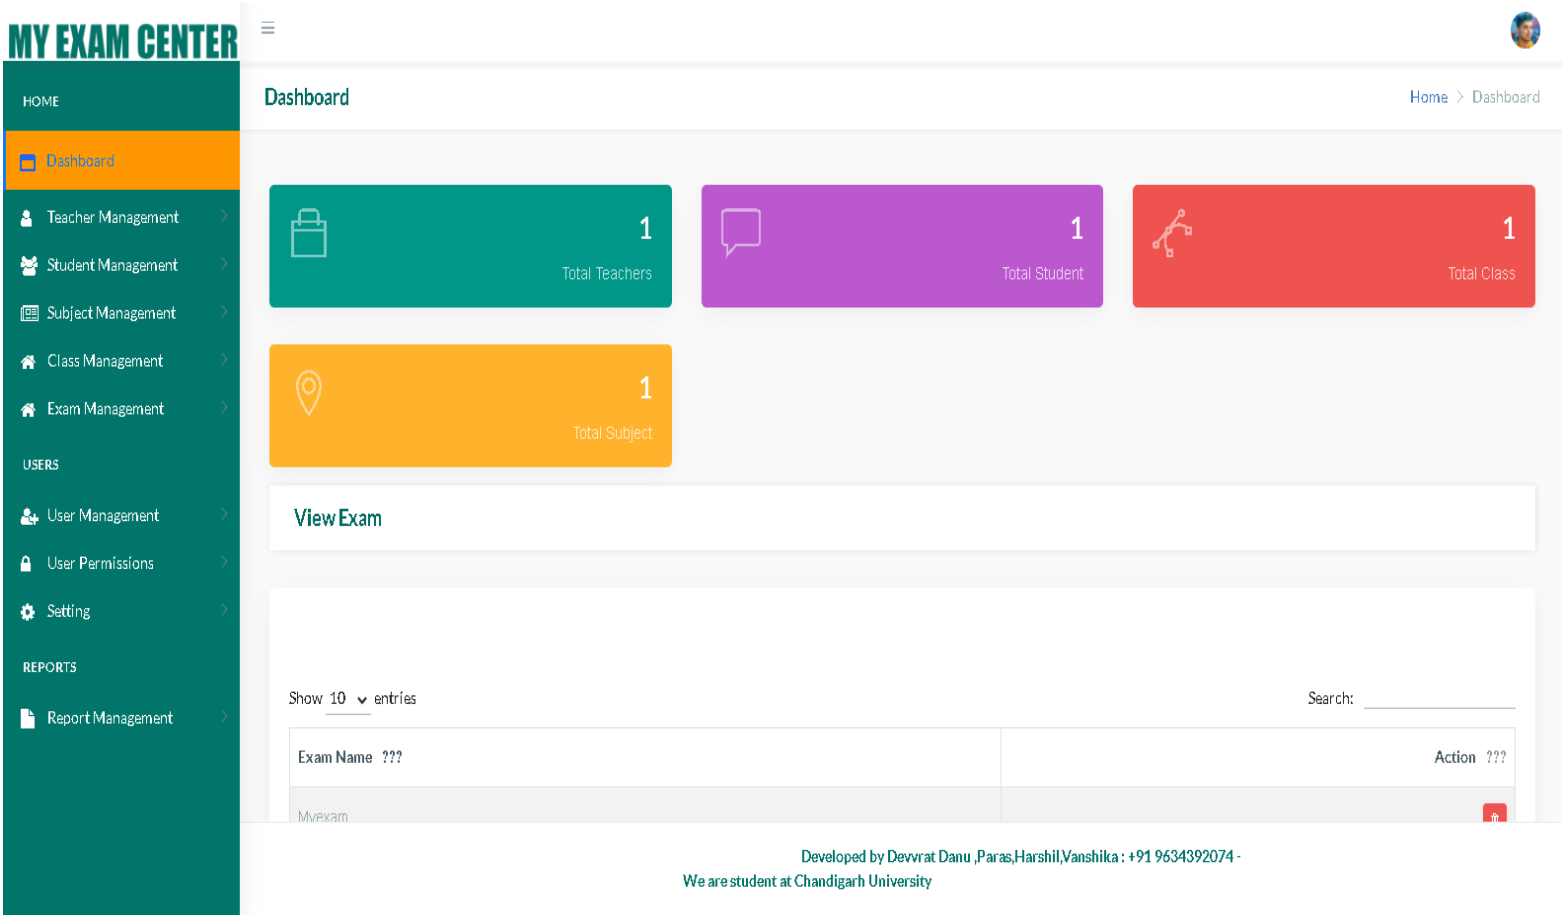 MY EXAM CENTER
HOME
Dashboard
Teacher Management
Student Management
Subject Management
Class Management
Exam Management
USERS
User Management
User Permissions
Setting
REPORTS
Report Management
Dashboard
Home > Dashboard
1
Total Teachers
1
Total Student
1
Total Class
1
Total Subject
View Exam
Show 10 entries
Search:
Exam Name ???
Action ???
Myexam
Developed by Devvrat Danu ,Paras,Harshil,Vanshika : +91 9634392074 -
We are student at Chandigarh University